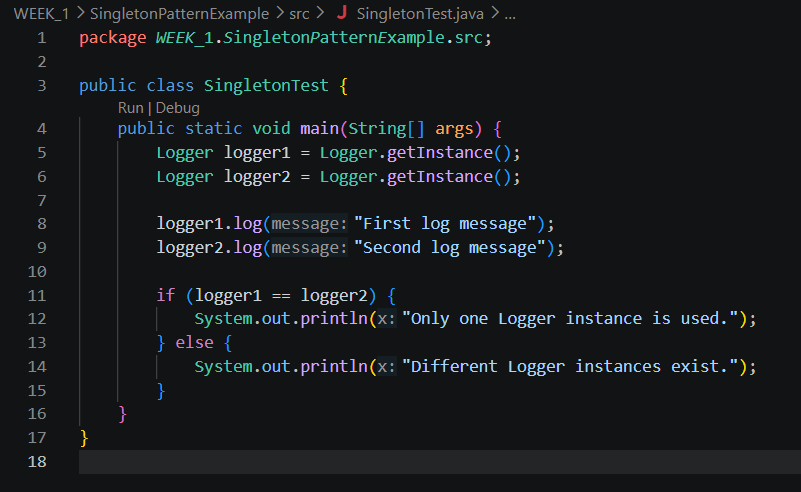 WEEK_1 > SingletonPatternExample > src > J SingletonTest.java > ...
1 package WEEK_1.SingletonPatternExample.src;
2
3 public class SingletonTest {
Run | Debug
4 public static void main(String[] args) {
5 Logger logger1 = Logger.getInstance();
6 Logger logger2 = Logger.getInstance();
7
8 logger1.log(message: "First log message");
9 logger2.log(message: "Second log message");
10
11 if (logger1 == logger2) {
12 System.out.println(x: "Only one Logger instance is used.");
13 } else {
14 System.out.println(x: "Different Logger instances exist.");
15 }
16 }
17 }
18